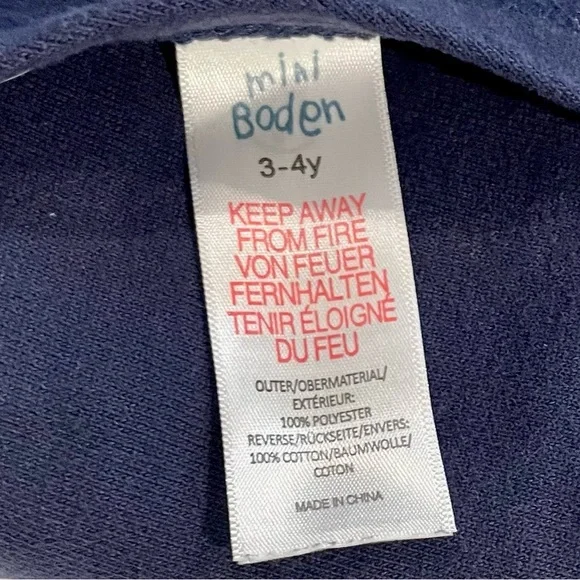 mini
Boden
3-4y
KEEP AWAY
FROM FIRE
VON FEUER
FERNHALTEN
TENIR ÉLOIGNÉ
DU FEU
OUTER/OBERMATERIAL/
EXTÉRIEUR:
100% POLYESTER
REVERSE/RÜCKSEITE/ENVERS:
100% COTTON/BAUMWOLLE/
COTON
MADE IN CHINA